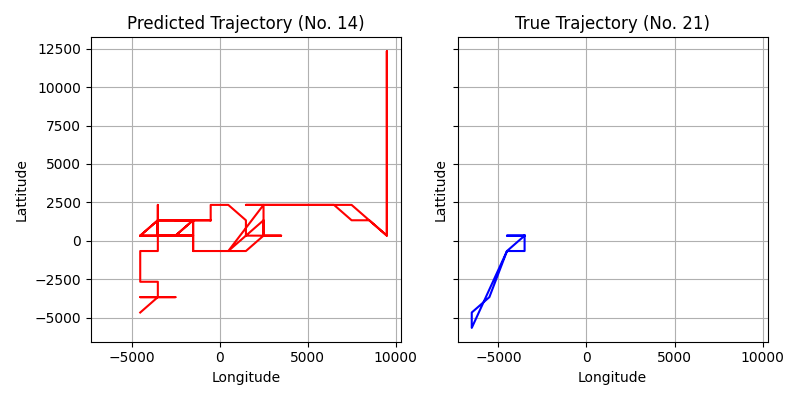 Predicted Trajectory (No. 14)
True Trajectory (No. 21)
12500
10000
7500
5000
2500
0
−2500
−5000
Lattitude
Lattitude
−5000 0 5000 10000
−5000 0 5000 10000
Longitude
Longitude